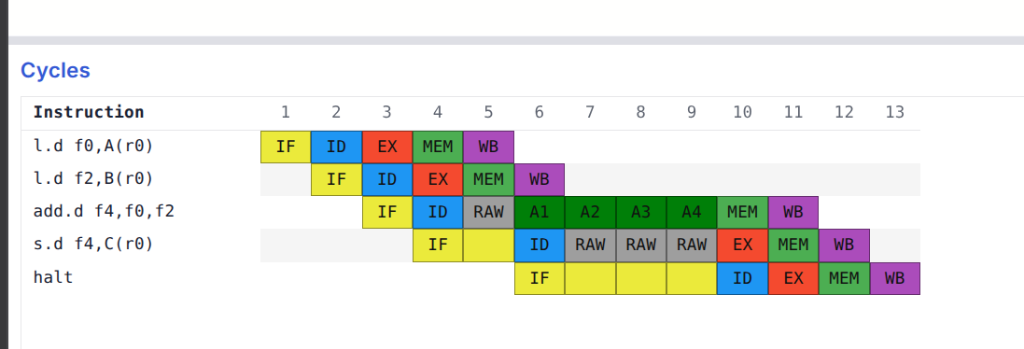 Cycles
Instruction 1 2 3 4 5 6 7 8 9 10 11 12 13
l.d f0,A(r0) IF ID EX MEM WB
l.d f2,B(r0) IF ID EX MEM WB
add.d f4,f0,f2 IF ID RAW A1 A2 A3 A4 MEM WB
s.d f4,C(r0) IF ID RAW RAW RAW EX MEM WB
halt IF ID EX MEM WB